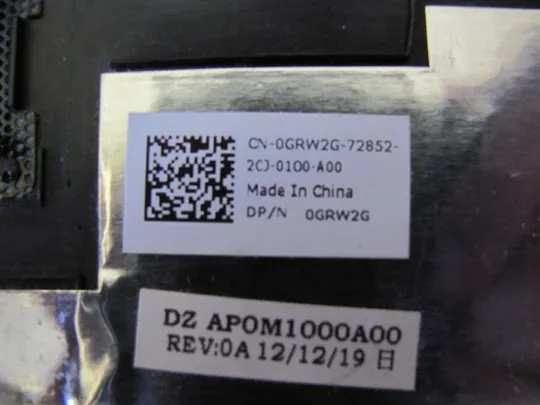 CN-0GRW2G-72852-
2CJ-0100-A00
Made In China
DP/N 0GRW2G
DZ AP0M1000A00
REV:0A 12/12/19 日